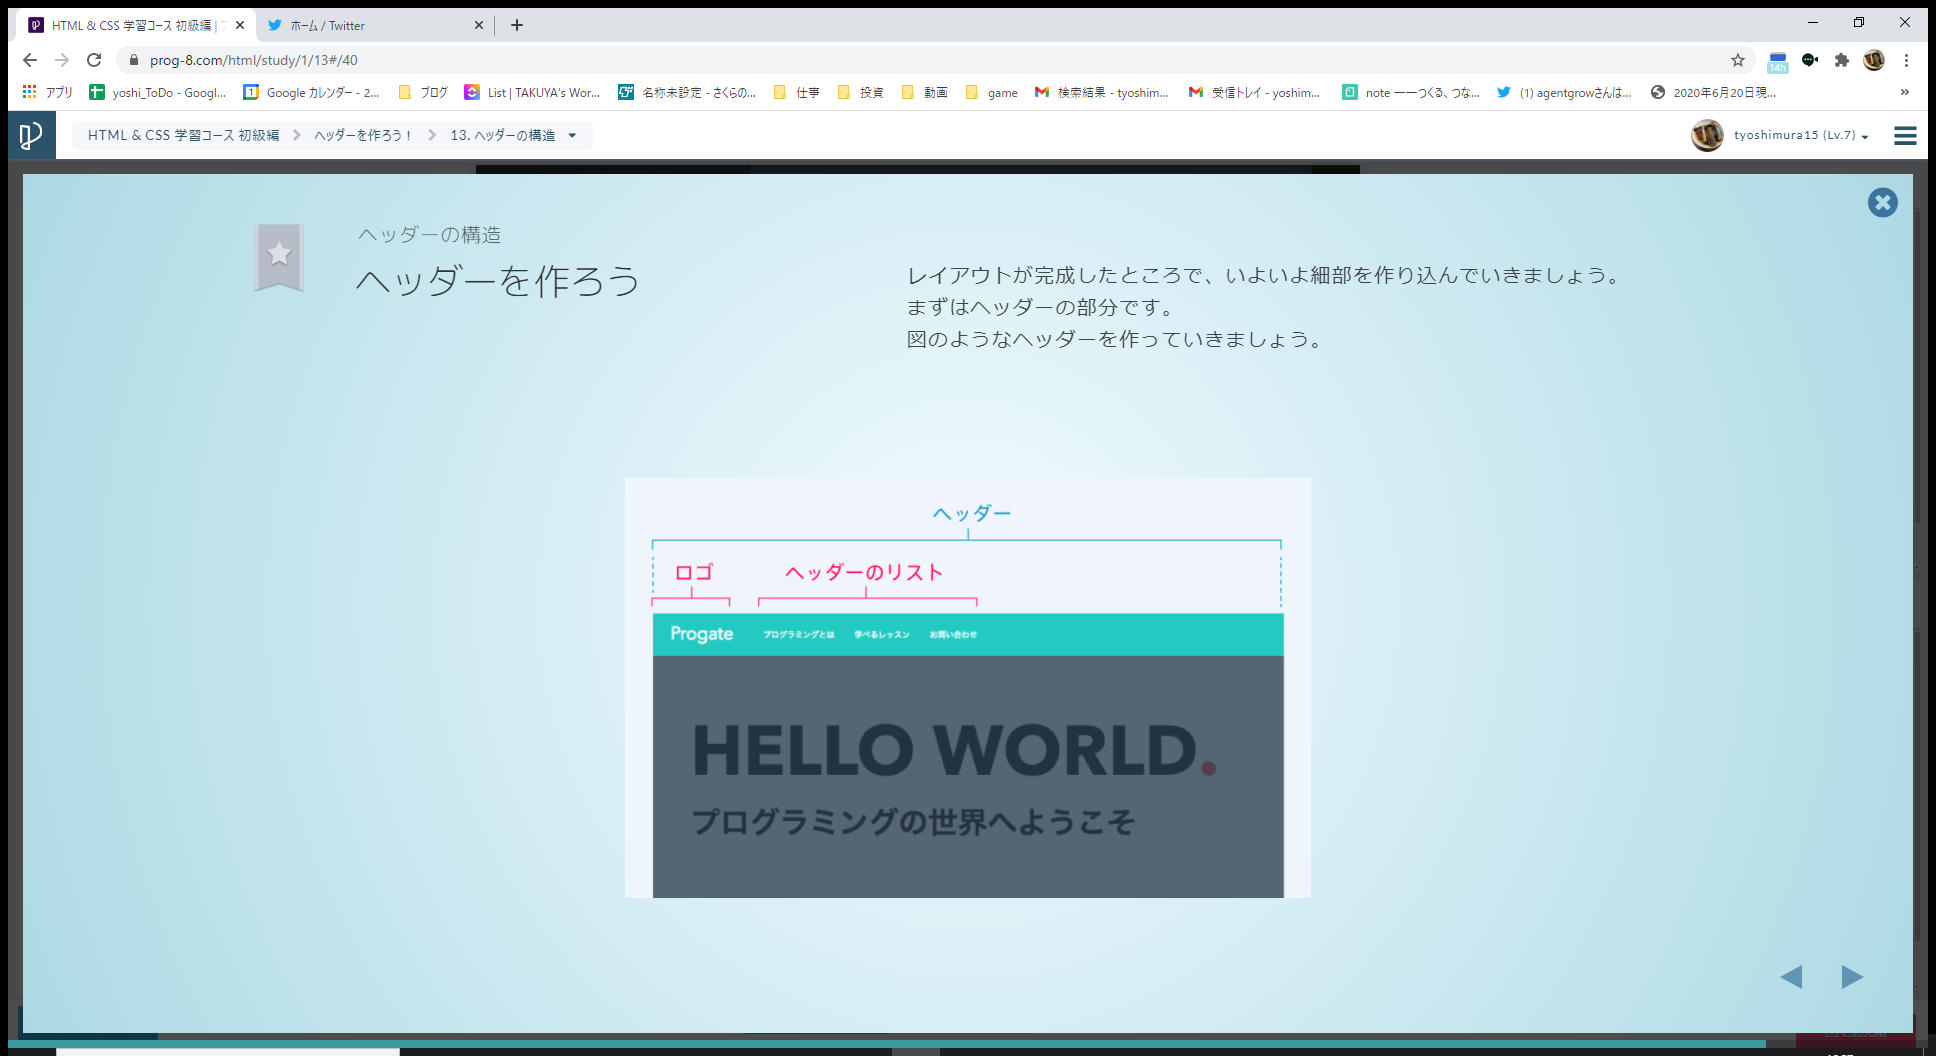 HTML & CSS 学習コース 初級編 |
ホーム / Twitter
prog-8.com/html/study/1/13#/40
14h
アプリ
yoshi_ToDo - Googl...
Google カレンダー - 2...
ブログ
List | TAKUYA's Wor...
名称未設定 - さくらの...
仕事
投資
動画
game
検索結果 - tyoshim...
受信トレイ - yoshim...
note ーーつくる、つな...
(1) agentgrowさんは...
2020年6月20日現...
HTML & CSS 学習コース 初級編
ヘッダーを作ろう！
13. ヘッダーの構造
tyoshimura15 (Lv.7)
ヘッダーの構造
ヘッダーを作ろう
レイアウトが完成したところで、いよいよ細部を作り込んでいきましょう。
まずはヘッダーの部分です。
図のようなヘッダーを作っていきましょう。
ヘッダー
ロゴ
ヘッダーのリスト
Progate
プログラミングとは
学べるレッスン
お問い合わせ
HELLO WORLD.
プログラミングの世界へようこそ